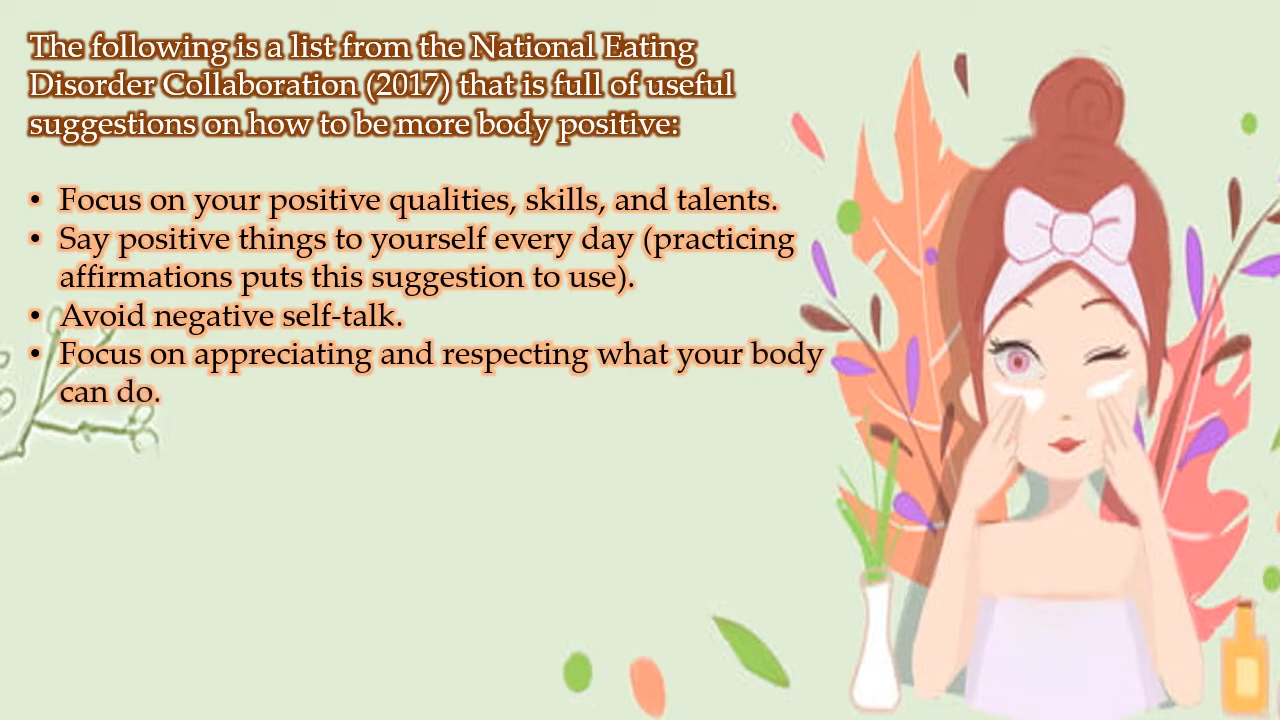 The following is a list from the National Eating
Disorder Collaboration (2017) that is full of useful
suggestions on how to be more body positive:
• Focus on your positive qualities, skills, and talents.
• Say positive things to yourself every day (practicing
affirmations puts this suggestion to use).
• Avoid negative self-talk.
• Focus on appreciating and respecting what your body
can do.